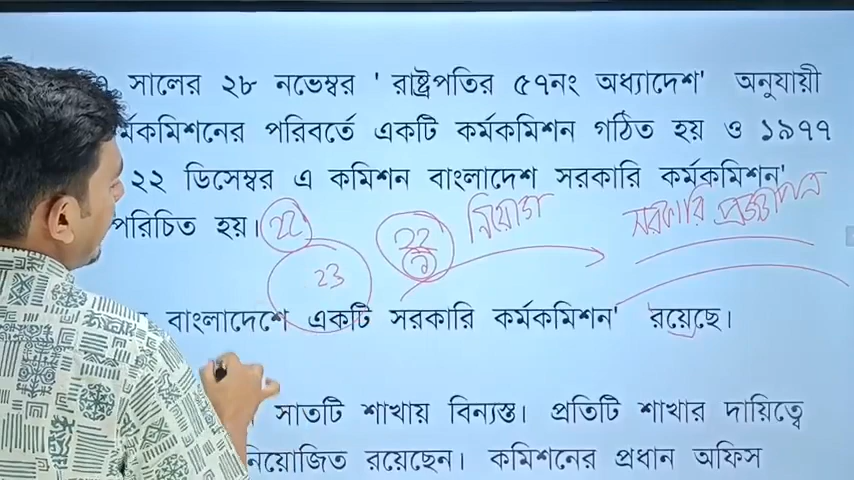 সালের ২৮ নভেম্বর ' রাষ্ট্রপতির ৫৭নং অধ্যাদেশ' অনুযায়ী
কর্মকমিশনের পরিবর্তে একটি কর্মকমিশন গঠিত হয় ও ১৯৭৭
২২ ডিসেম্বর এ কমিশন বাংলাদেশ সরকারি কর্মকমিশন'
পরিচিত হয়। 22 22 নিয়োগ সরকারি প্রজ্ঞাপন
23
বাংলাদেশে একটি সরকারি কর্মকমিশন' রয়েছে।
সাতটি শাখায় বিন্যস্ত। প্রতিটি শাখার দায়িত্বে
নিয়োজিত রয়েছেন। কমিশনের প্রধান অফিস